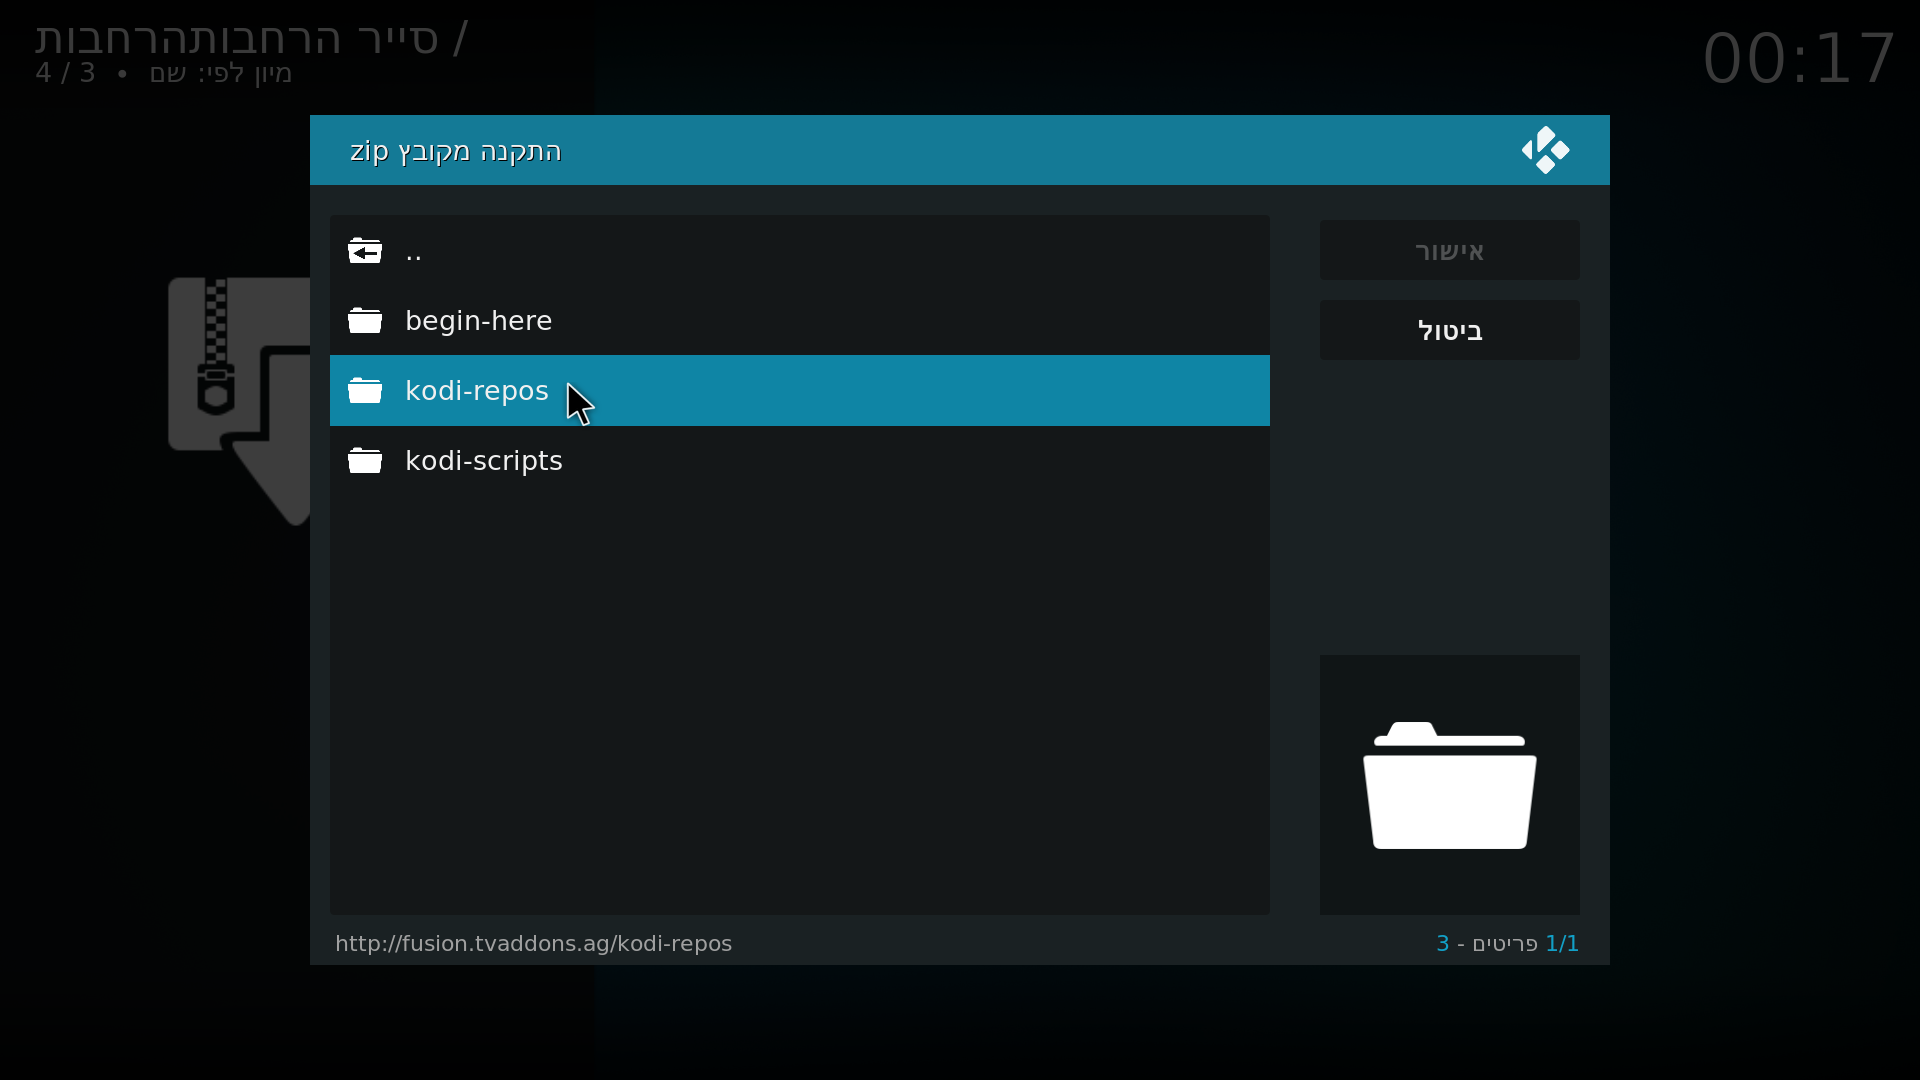 / סייר הרחבותהרחבות
מיון לפי: שם • 3 / 4
00:17
התקנה מקובץ zip
..
begin-here
kodi-repos
kodi-scripts
אישור
ביטול
http://fusion.tvaddons.ag/kodi-repos
1/1 פריטים - 3